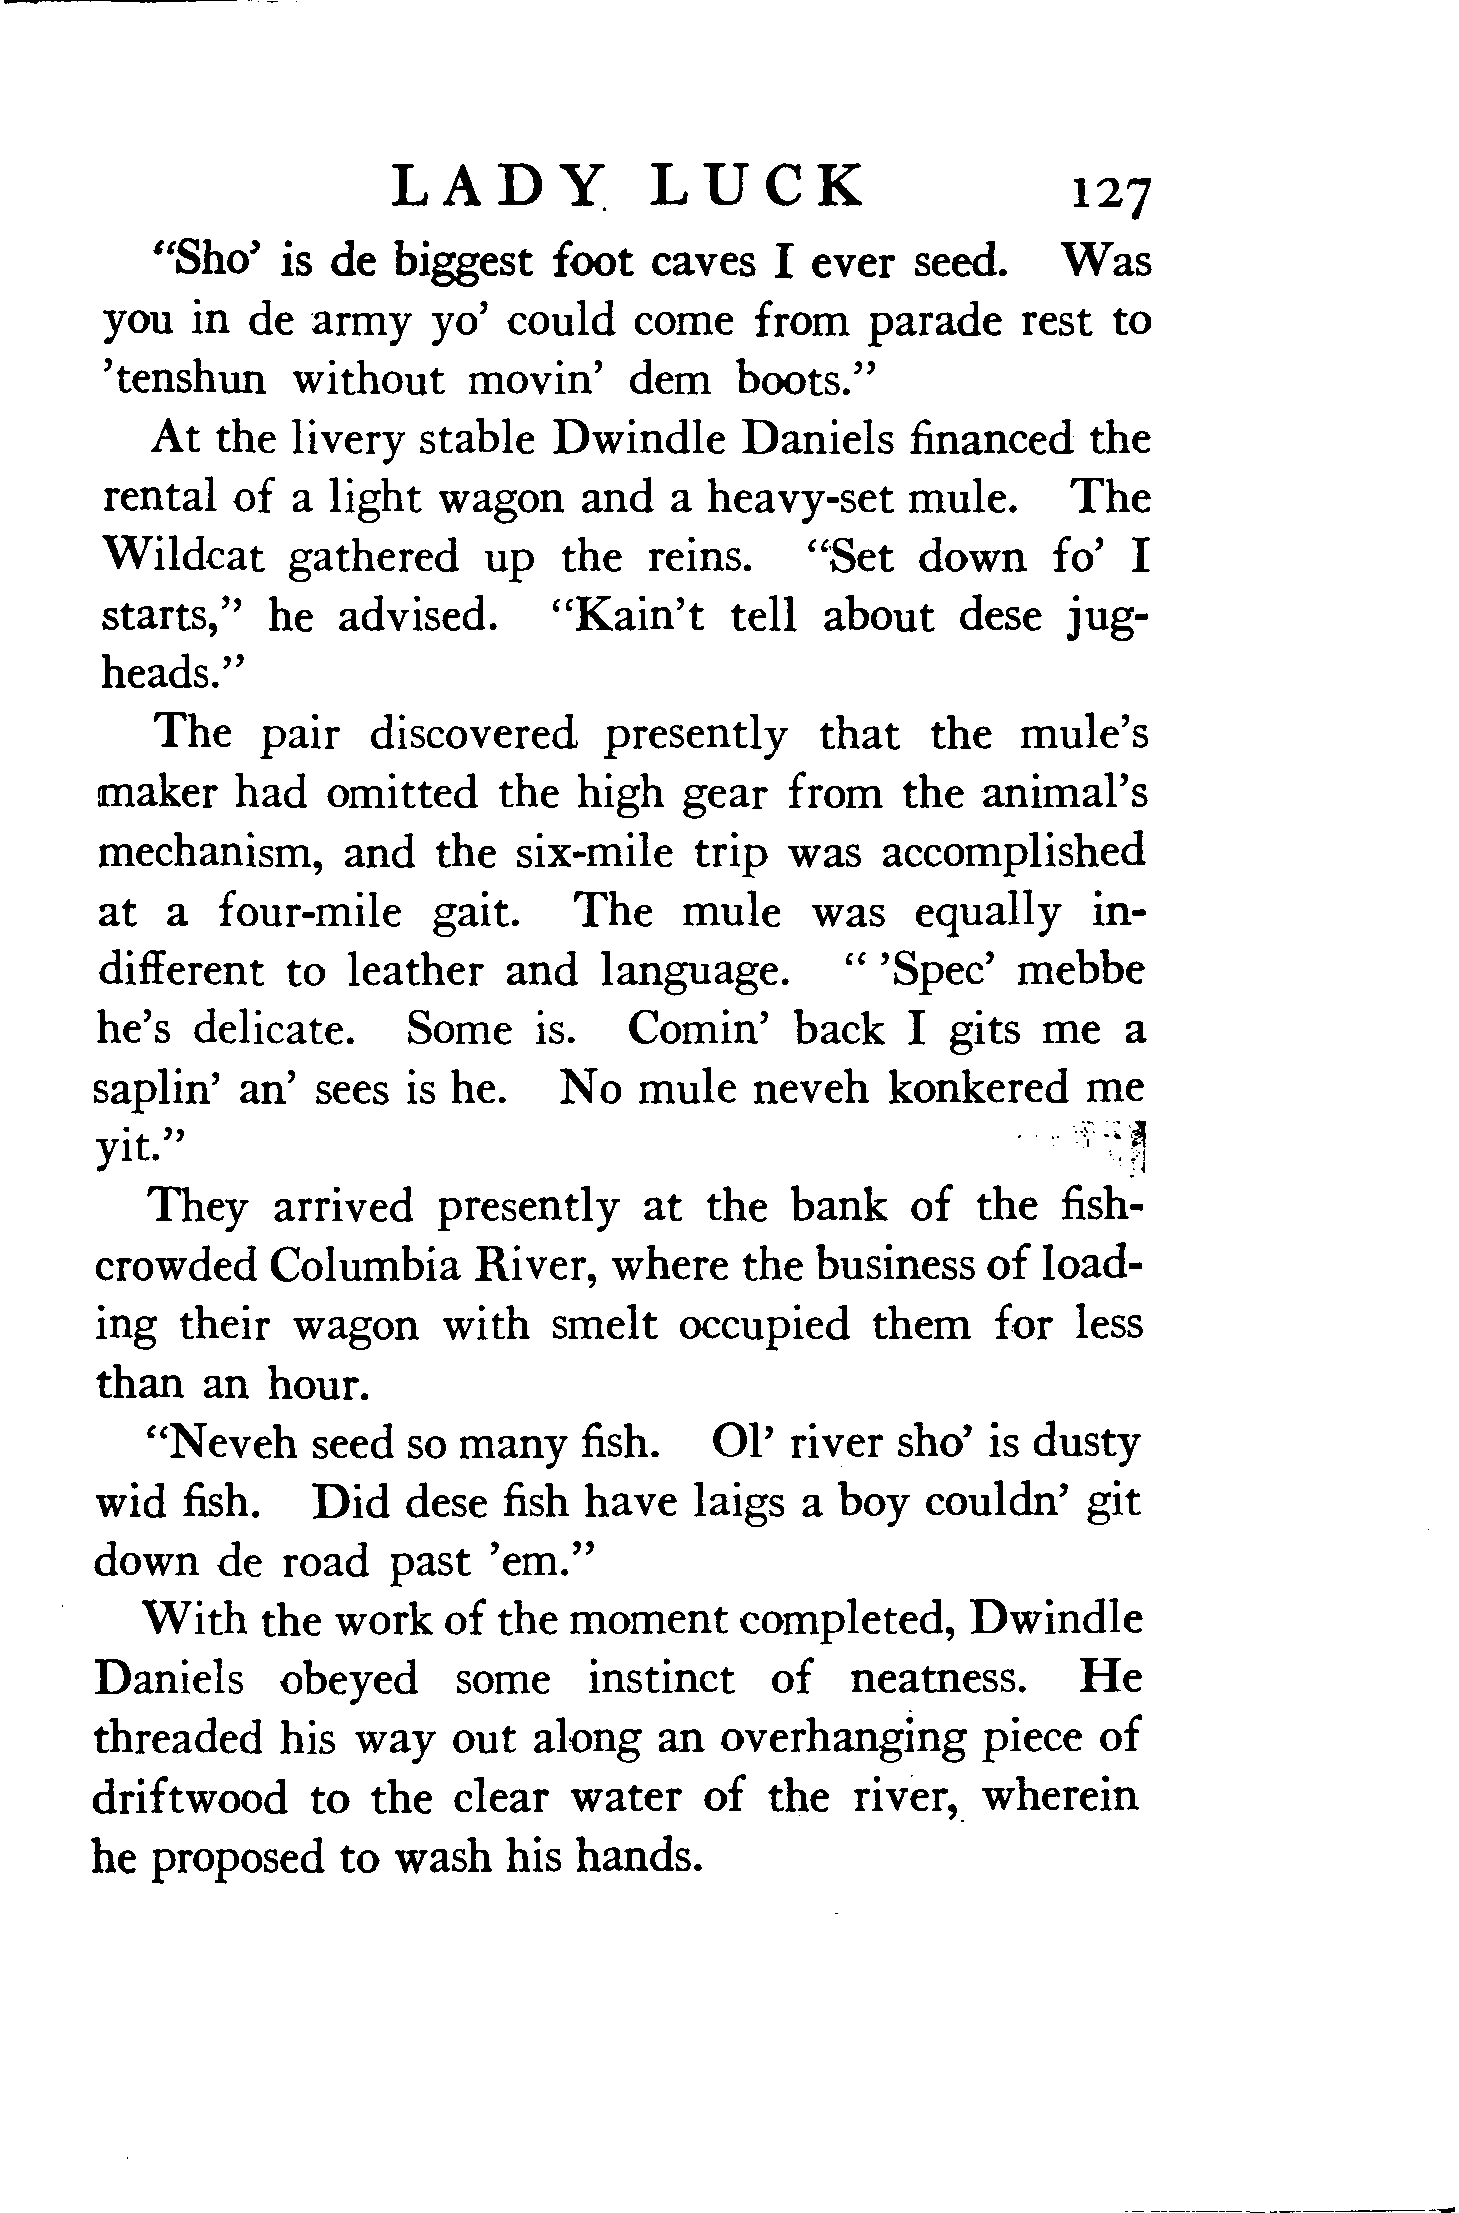 LADY LUCK 127
“Sho’ is de biggest foot caves I ever seed. Was
you in de army yo’ could come from parade rest to
’tenshun without movin’ dem boots.”
At the livery stable Dwindle Daniels financed the
rental of a light wagon and a heavy-set mule. The
Wildcat gathered up the reins. “Set down fo’ I
starts,” he advised. “Kain’t tell about dese jug-
heads.”
The pair discovered presently that the mule’s
maker had omitted the high gear from the animal’s
mechanism, and the six-mile trip was accomplished
at a four-mile gait. The mule was equally in-
different to leather and language. “ ’Spec’ mebbe
he’s delicate. Some is. Comin’ back I gits me a
saplin’ an’ sees is he. No mule neveh konkered me
yit.”
They arrived presently at the bank of the fish-
crowded Columbia River, where the business of load-
ing their wagon with smelt occupied them for less
than an hour.
“Neveh seed so many fish. Ol’ river sho’ is dusty
wid fish. Did dese fish have laigs a boy couldn’ git
down de road past ’em.”
With the work of the moment completed, Dwindle
Daniels obeyed some instinct of neatness. He
threaded his way out along an overhanging piece of
driftwood to the clear water of the river, wherein
he proposed to wash his hands.